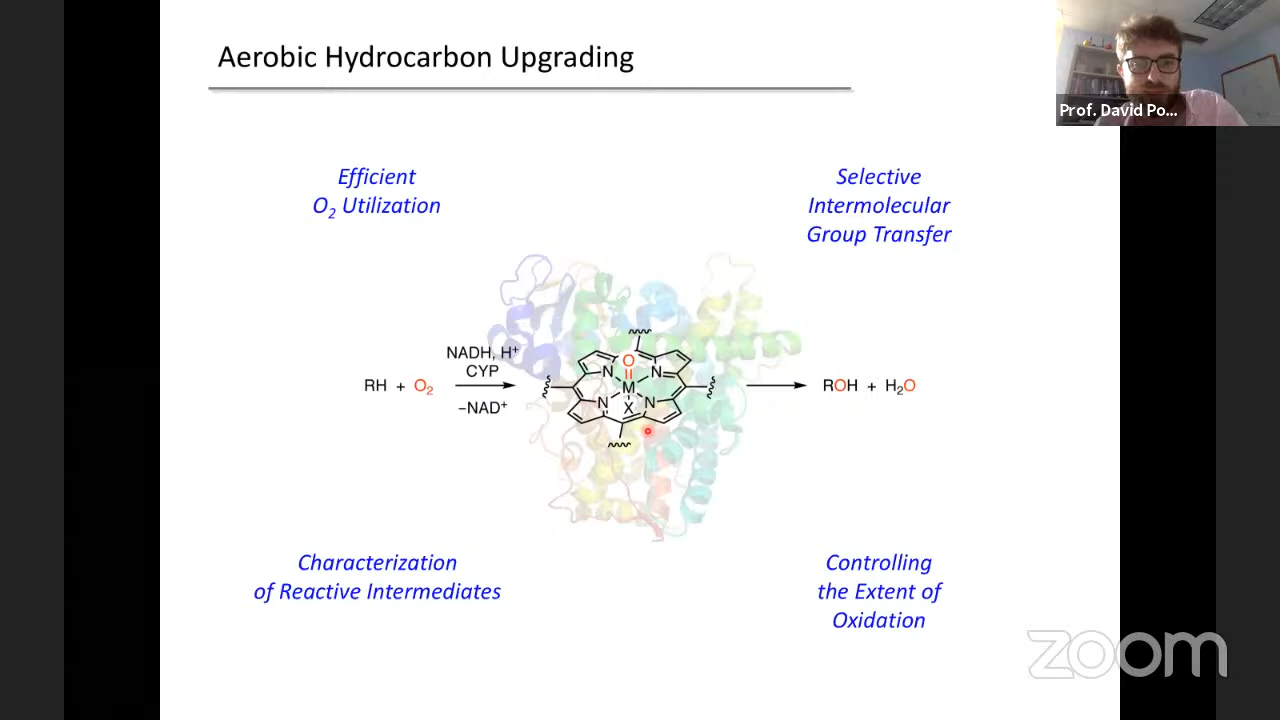 Aerobic Hydrocarbon Upgrading
Prof. David Po...
Efficient
O₂ Utilization
Selective
Intermolecular
Group Transfer
NADH, H⁺
CYP
−NAD⁺
RH + O₂
O
N
N
M
N
X
N
ROH + H₂O
Characterization
of Reactive Intermediates
Controlling
the Extent of
Oxidation
zoom